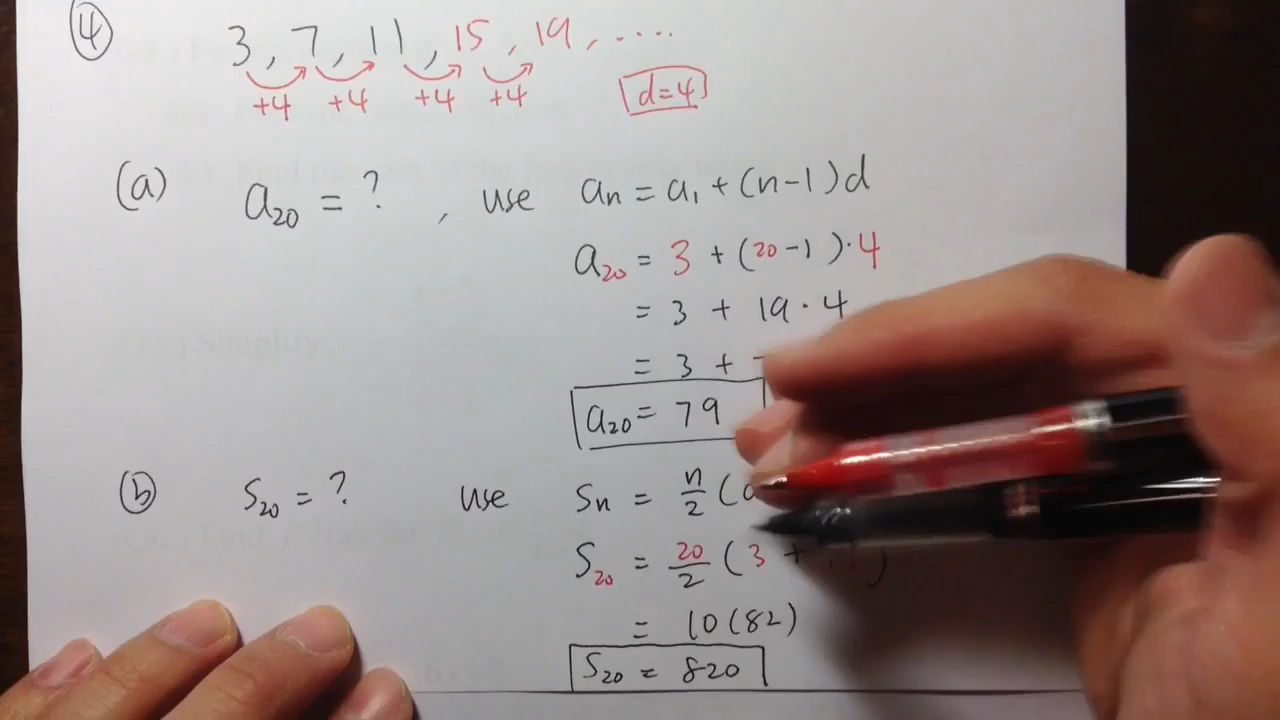 ④ 3, 7, 11, 15, 19, ....
+4 +4 +4 +4 d=4
(a) a₂₀ = ? , use aₙ = a₁ + (n-1)d
a₂₀ = 3 + (20-1)·4
= 3 + 19·4
= 3 +
a₂₀ = 79
(b) S₂₀ = ? use Sₙ = n/2 (a
S₂₀ = 20/2 (3 + )
= 10(82)
S₂₀ = 820